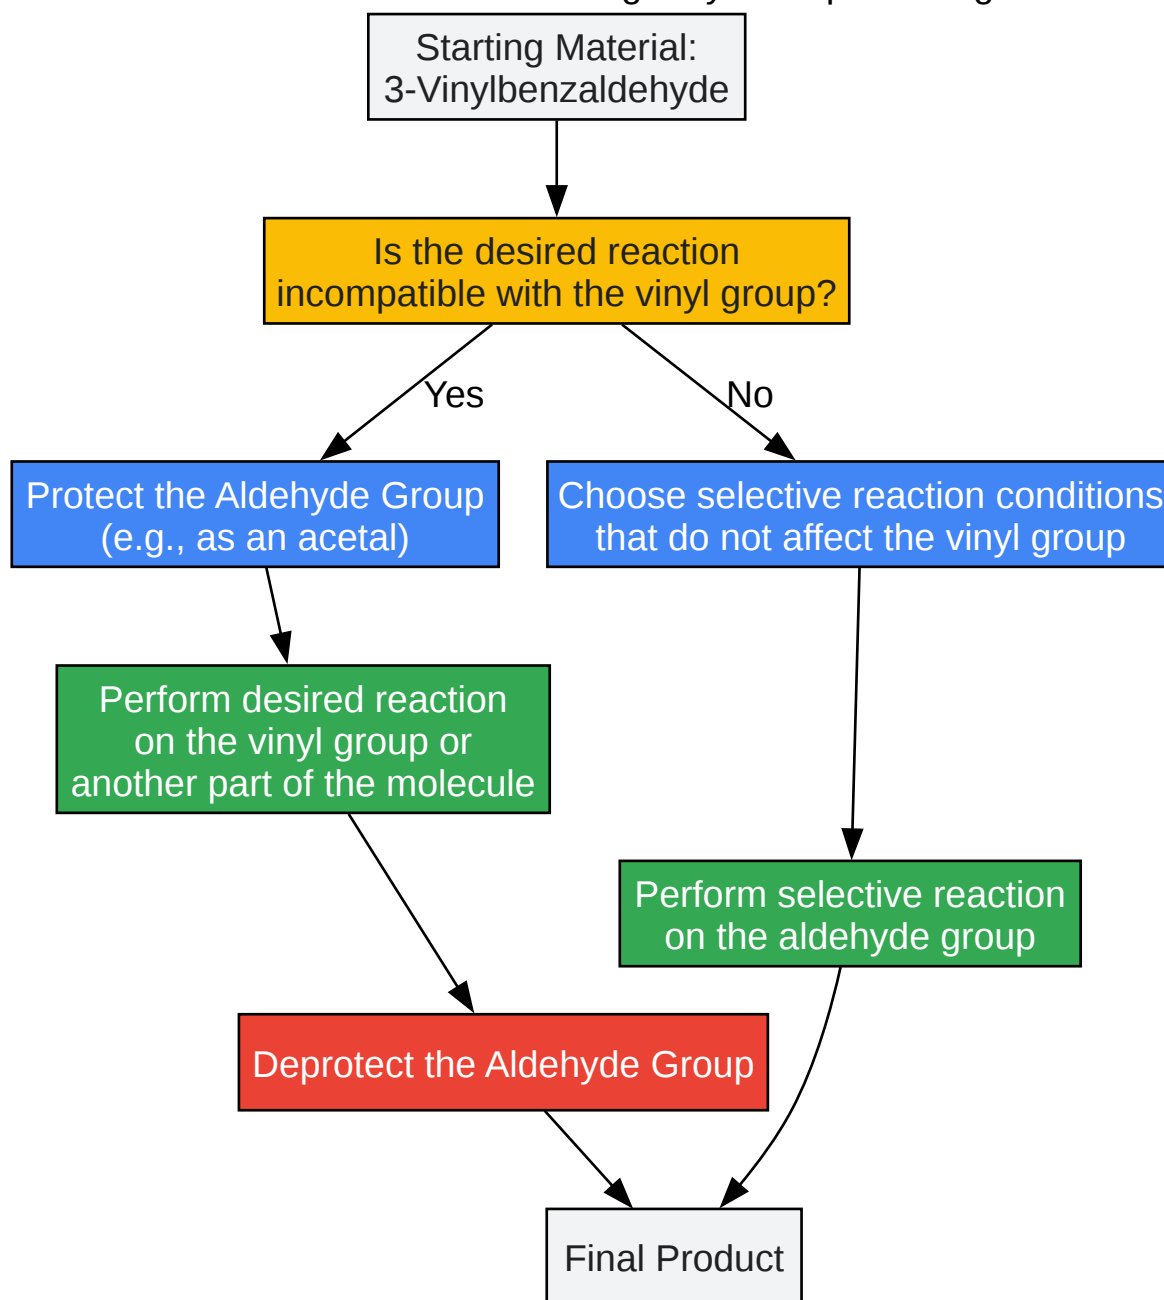 Starting Material:
3-Vinylbenzaldehyde
Is the desired reaction
incompatible with the vinyl group?
Yes
No
Protect the Aldehyde Group
(e.g., as an acetal)
Choose selective reaction conditions
that do not affect the vinyl group
Perform desired reaction
on the vinyl group or
another part of the molecule
Perform selective reaction
on the aldehyde group
Deprotect the Aldehyde Group
Final Product